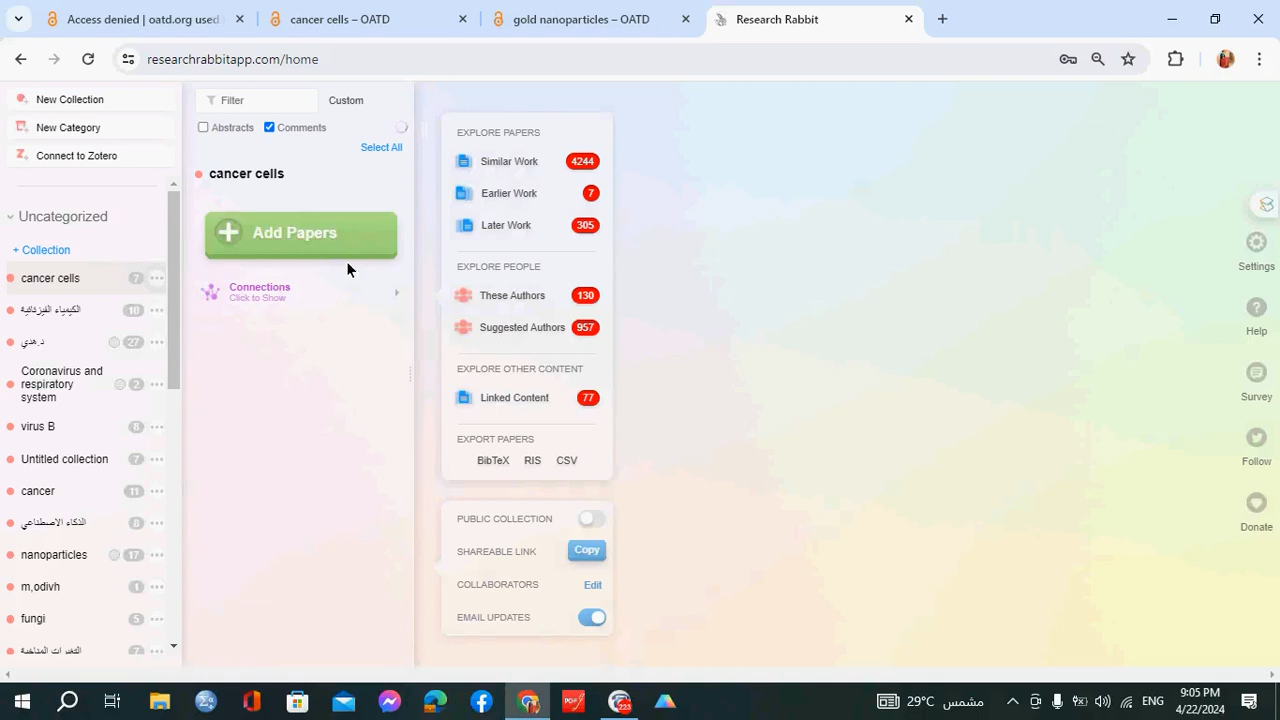 Access denied | oatd.org used
cancer cells – OATD
gold nanoparticles – OATD
Research Rabbit
researchrabbitapp.com/home
New Collection
New Category
Connect to Zotero
Uncategorized
+ Collection
cancer cells 7
الكيمياء الفيزيائية 10
د.هدي 27
Coronavirus and
respiratory 2
system
virus B 8
Untitled collection 7
cancer 11
الذكاء الاصطناعي 8
nanoparticles 17
m,odivh 1
fungi 5
التغيرات المناخية 7
Filter
Custom
Abstracts
Comments
Select All
cancer cells
Add Papers
Connections
Click to Show
EXPLORE PAPERS
Similar Work 4244
Earlier Work 7
Later Work 305
EXPLORE PEOPLE
These Authors 130
Suggested Authors 957
EXPLORE OTHER CONTENT
Linked Content 77
EXPORT PAPERS
BibTeX RIS CSV
PUBLIC COLLECTION
SHAREABLE LINK Copy
COLLABORATORS Edit
EMAIL UPDATES
Settings
Help
Survey
Follow
Donate
29°C مشمس
ENG
9:05 PM
4/22/2024